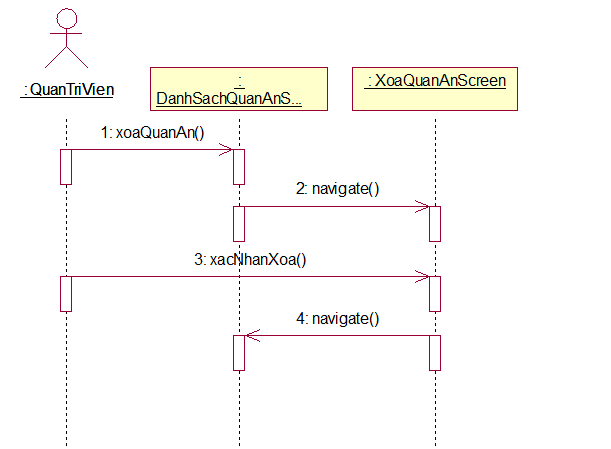 : QuanTriVien
:
DanhSachQuanAnS...
: XoaQuanAnScreen
1: xoaQuanAn()
2: navigate()
3: xacNhanXoa()
4: navigate()